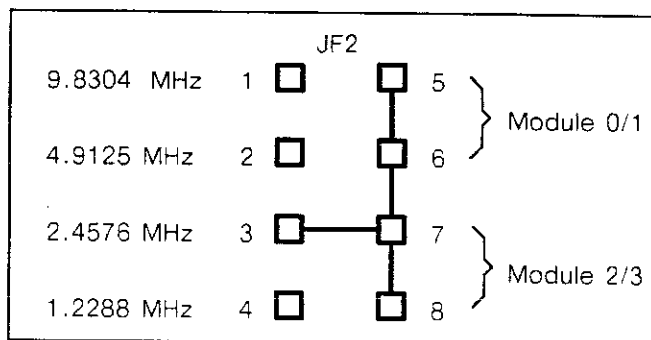 JF2
9.8304 MHz 1 5
Module 0/1
4.9125 MHz 2 6
2.4576 MHz 3 7
Module 2/3
1.2288 MHz 4 8